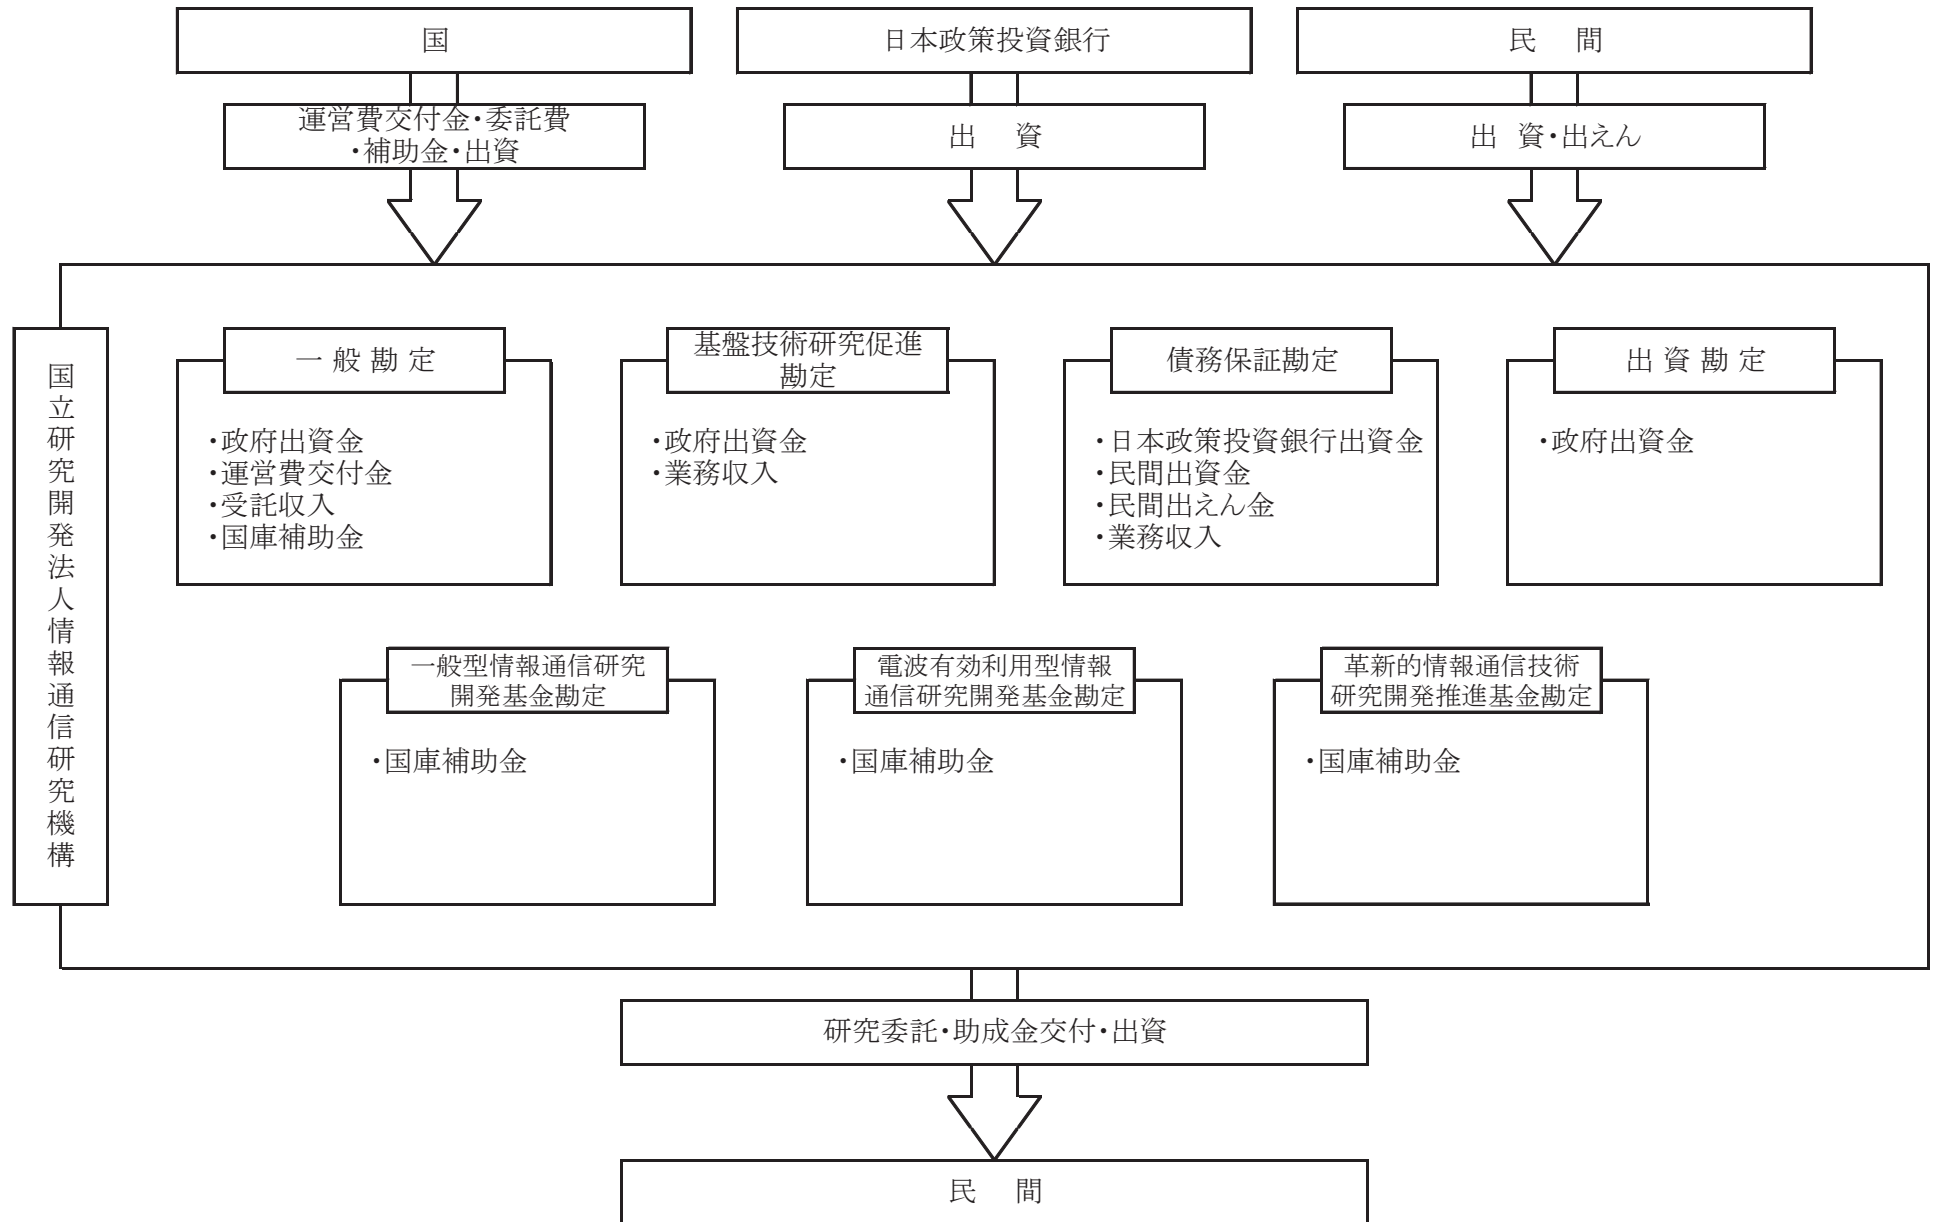 国
日本政策投資銀行
民 間
運営費交付金・委託費
・補助金・出資
出 資
出 資・出えん
国立研究開発法人情報通信研究機構
一 般 勘 定
・政府出資金
・運営費交付金
・受託収入
・国庫補助金
基盤技術研究促進
勘定
・政府出資金
・業務収入
債務保証勘定
・日本政策投資銀行出資金
・民間出資金
・民間出えん金
・業務収入
出 資 勘 定
・政府出資金
一般型情報通信研究
開発基金勘定
・国庫補助金
電波有効利用型情報
通信研究開発基金勘定
・国庫補助金
革新的情報通信技術
研究開発推進基金勘定
・国庫補助金
研究委託・助成金交付・出資
民 間